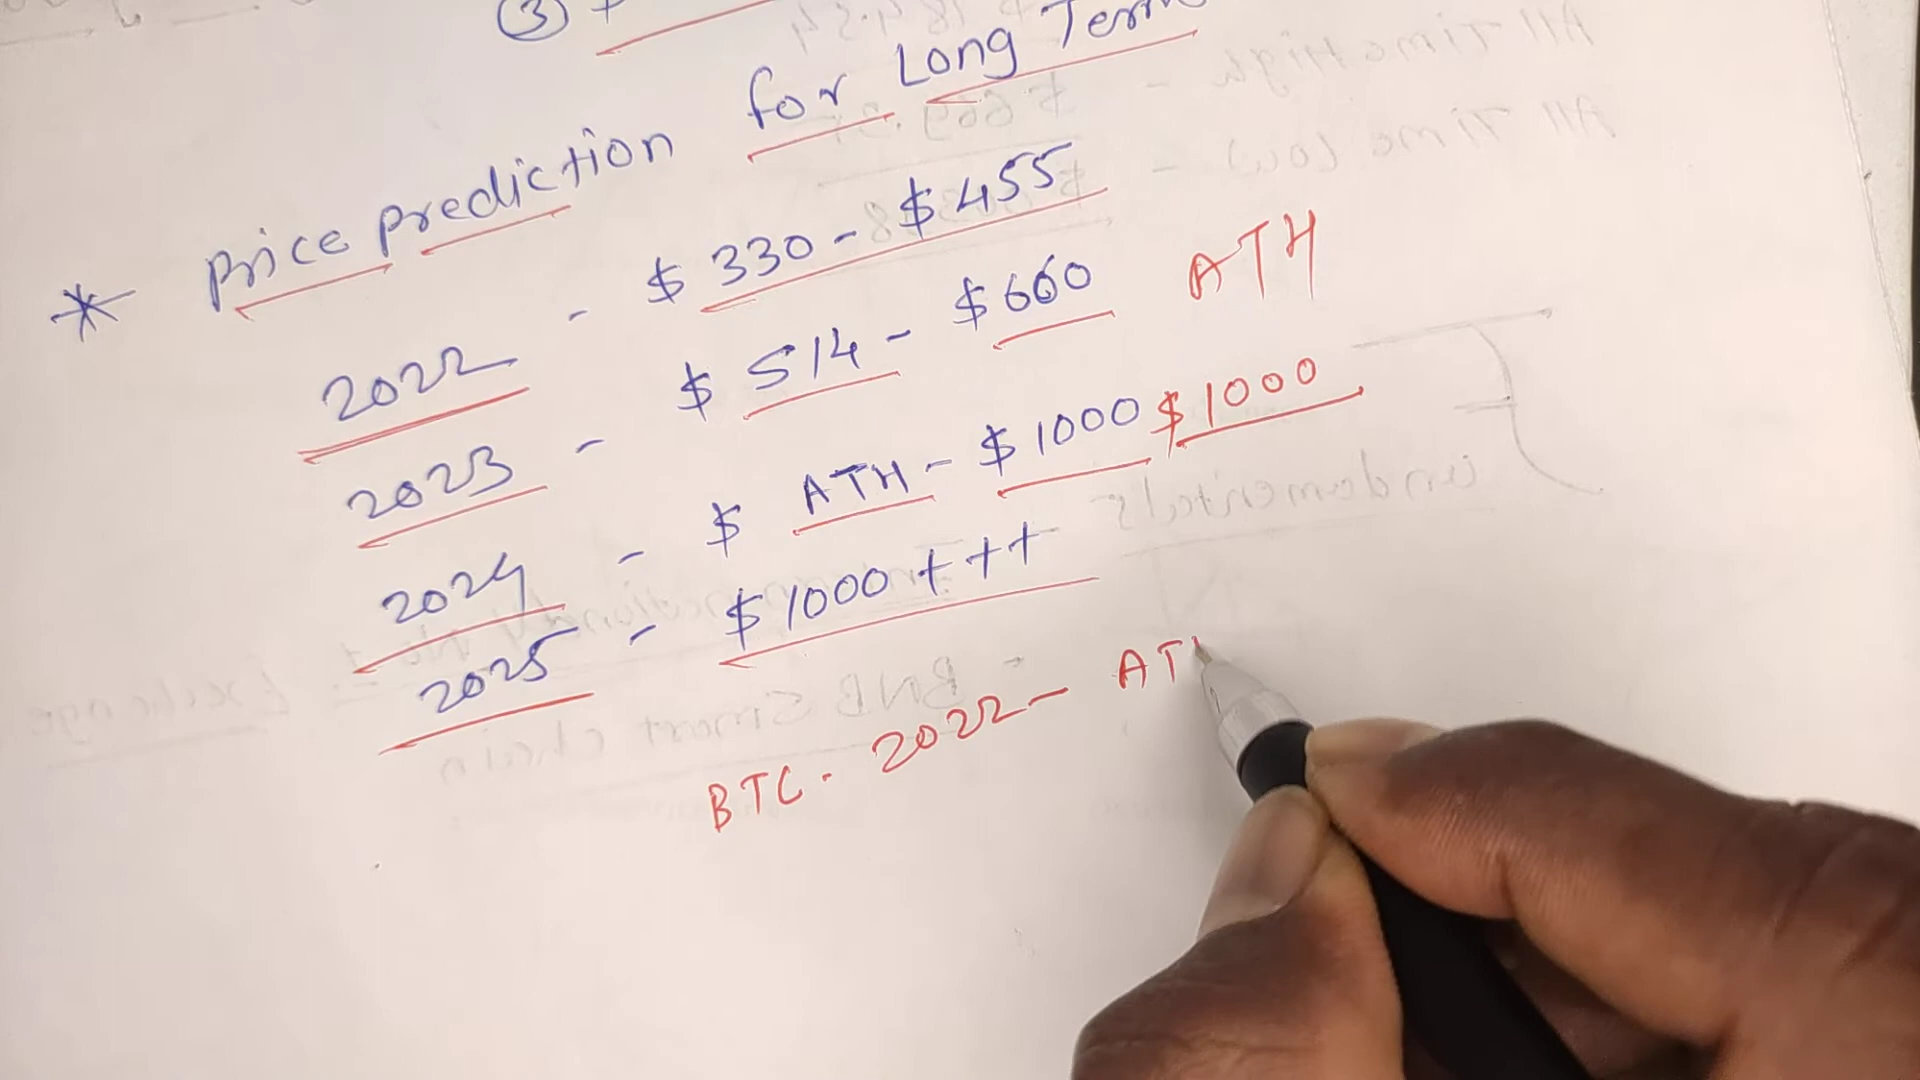 ③
* Price prediction for Long Term
2022 - $ 330 - $ 455
2023 - $ 514 - $ 660 ATH
2024 - $ ATH - $ 1000 $ 1000
2025 - $ 1000 + + +
BTC - 2022 - AT